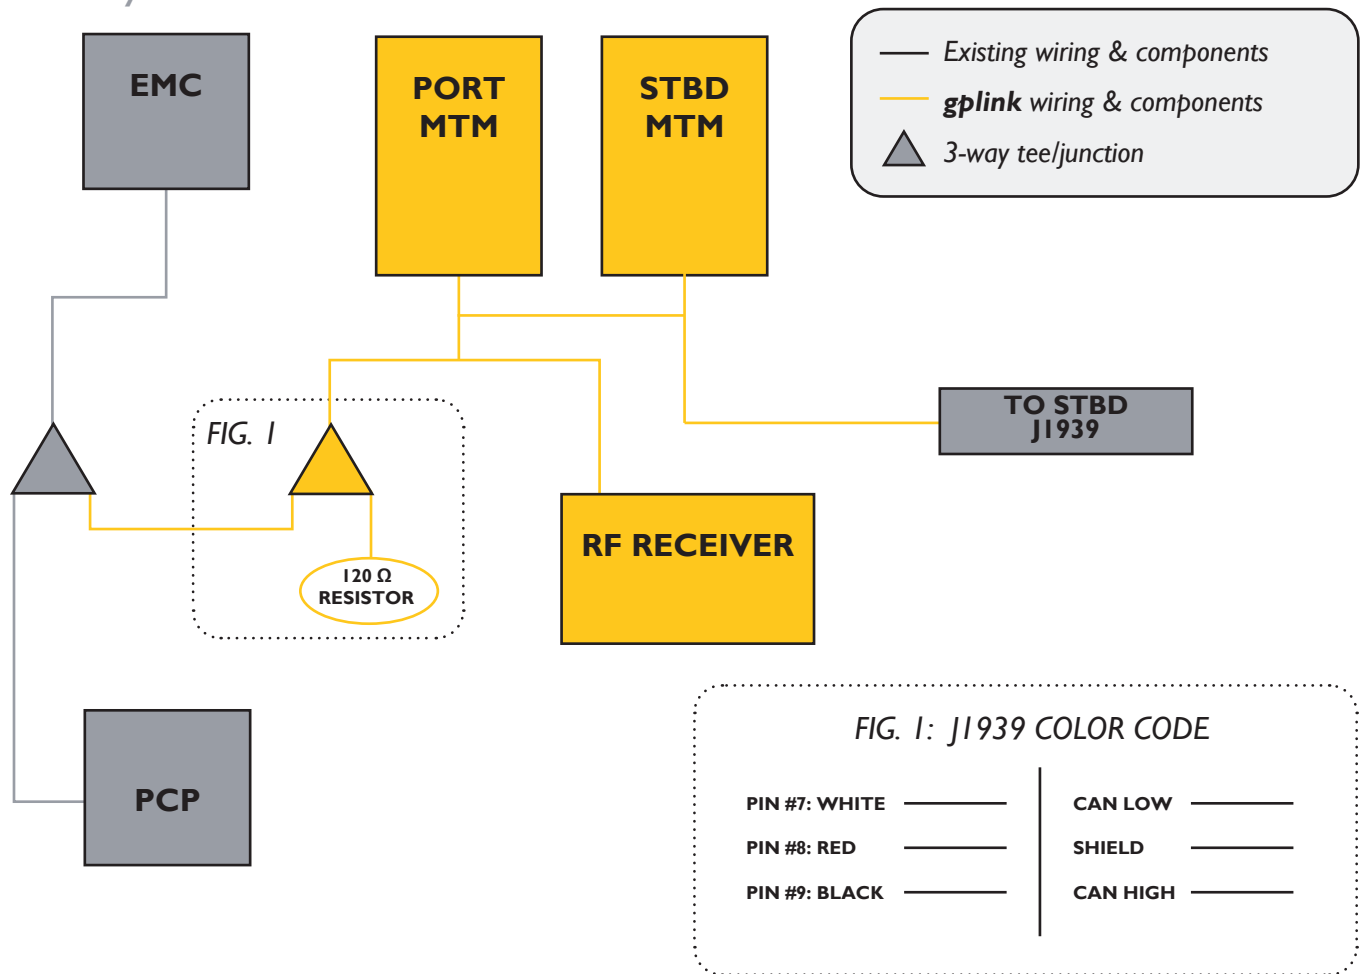 EMC
PORT
MTM
STBD
MTM
Existing wiring & components
gplink wiring & components
3-way tee/junction
TO STBD
J1939
FIG. 1
120 Ω
RESISTOR
RF RECEIVER
PCP
FIG. 1: J1939 COLOR CODE
PIN #7: WHITE
CAN LOW
PIN #8: RED
SHIELD
PIN #9: BLACK
CAN HIGH